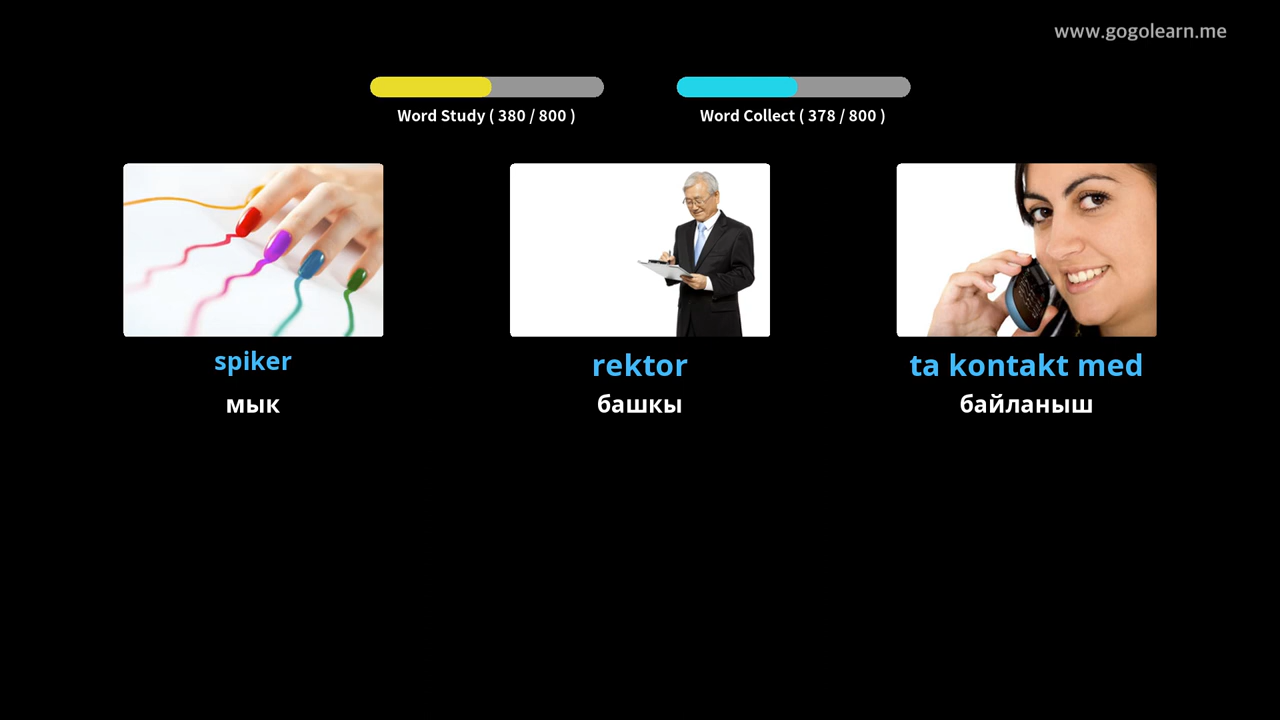 www.gogolearn.me
Word Study ( 380 / 800 )
Word Collect ( 378 / 800 )
spiker
мык
rektor
башкы
ta kontakt med
байланыш